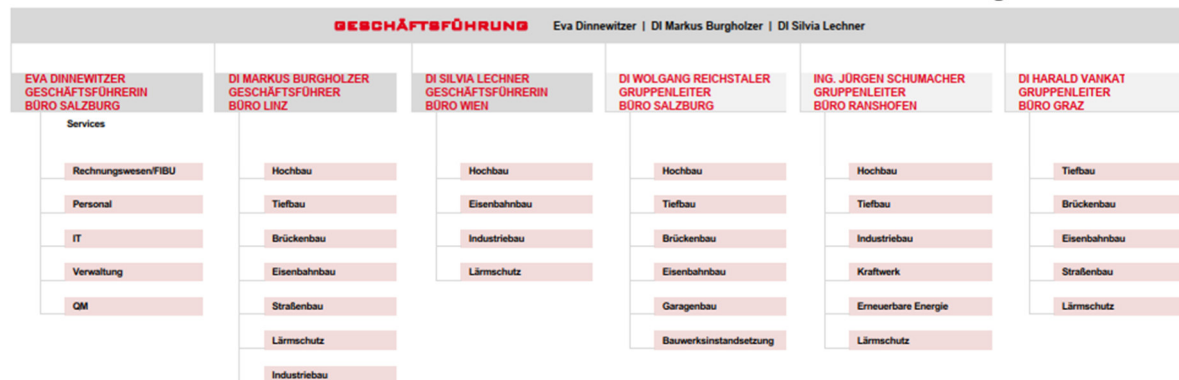 GESCHÄFTSFÜHRUNG Eva Dinnewitzer | DI Markus Burgholzer | DI Silvia Lechner
EVA DINNEWITZER
GESCHÄFTSFÜHRERIN
BÜRO SALZBURG
Services
Rechnungswesen/FIBU
Personal
IT
Verwaltung
QM
DI MARKUS BURGHOLZER
GESCHÄFTSFÜHRER
BÜRO LINZ
Hochbau
Tiefbau
Brückenbau
Eisenbahnbau
Straßenbau
Lärmschutz
Industriebau
DI SILVIA LECHNER
GESCHÄFTSFÜHRERIN
BÜRO WIEN
Hochbau
Eisenbahnbau
Industriebau
Lärmschutz
DI WOLGANG REICHSTALER
GRUPPENLEITER
BÜRO SALZBURG
Hochbau
Tiefbau
Brückenbau
Eisenbahnbau
Garagenbau
Bauwerksinstandsetzung
ING. JÜRGEN SCHUMACHER
GRUPPENLEITER
BÜRO RANSHOFEN
Hochbau
Tiefbau
Industriebau
Kraftwerk
Erneuerbare Energie
Lärmschutz
DI HARALD VANKAT
GRUPPENLEITER
BÜRO GRAZ
Tiefbau
Brückenbau
Eisenbahnbau
Straßenbau
Lärmschutz